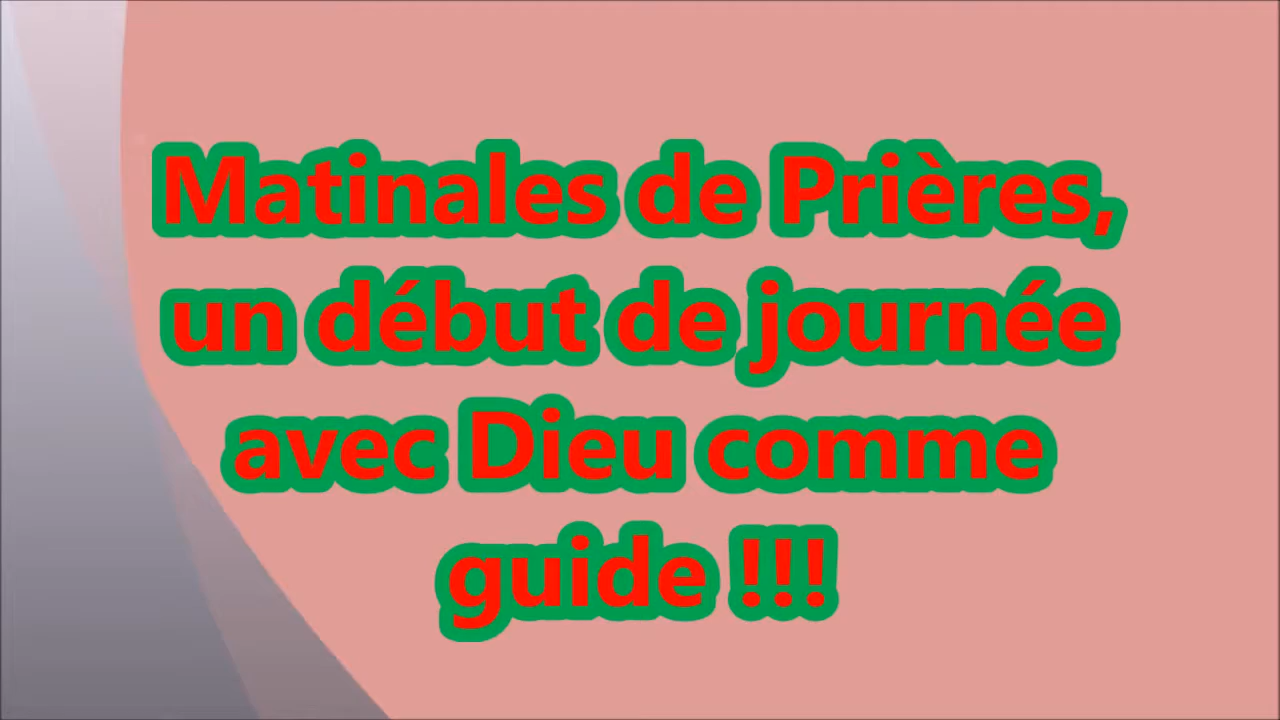 Matinales de Prières,
un début de journée
avec Dieu comme
guide !!!